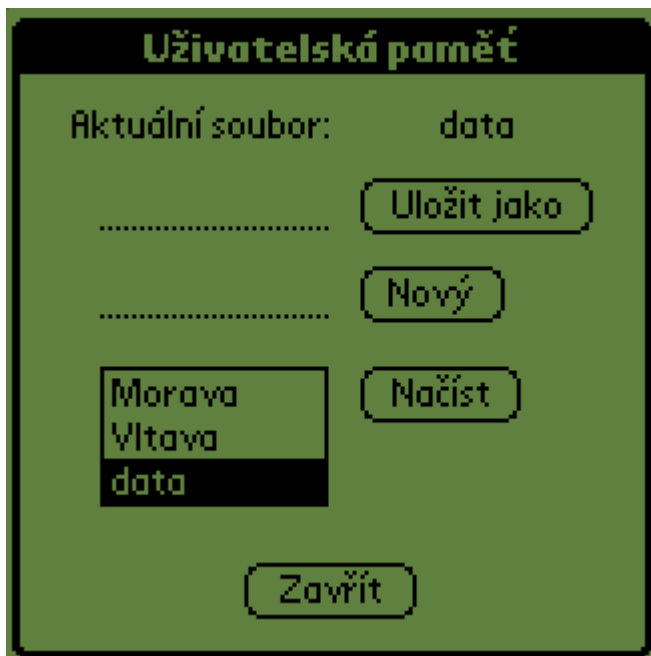 Uživatelská paměť
Aktuální soubor: data
Uložit jako
Nový
Načíst
Morava
Vltava
data
Zavřít